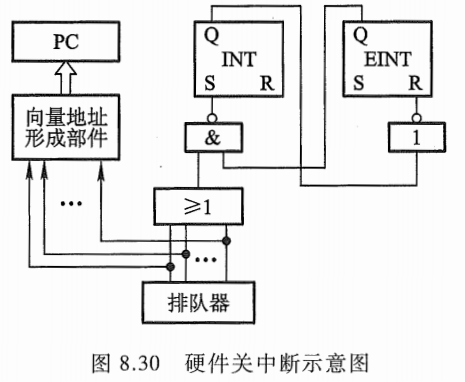 PC
Q
INT
S R
Q
EINT
S R
向量地址
形成部件
&
1
...
≥1
...
排队器
图 8.30 硬件关中断示意图